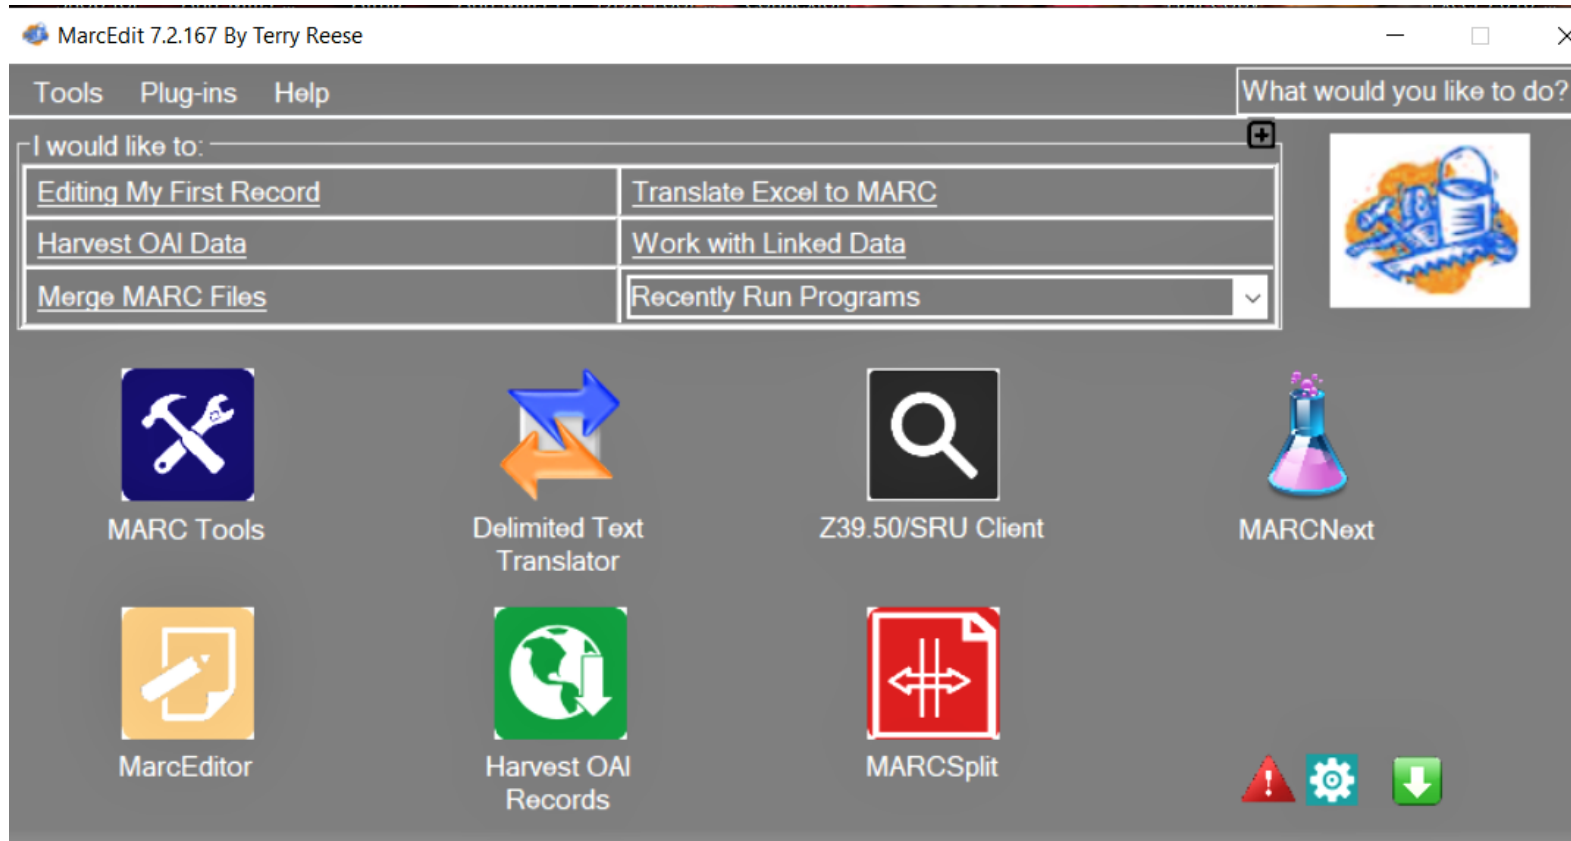 MarcEdit 7.2.167 By Terry Reese
Tools Plug-ins Help
What would you like to do?
I would like to:
Editing My First Record
Translate Excel to MARC
Harvest OAI Data
Work with Linked Data
Merge MARC Files
Recently Run Programs
MARC Tools
Delimited Text
Translator
Z39.50/SRU Client
MARCNext
MarcEditor
Harvest OAI
Records
MARCSplit